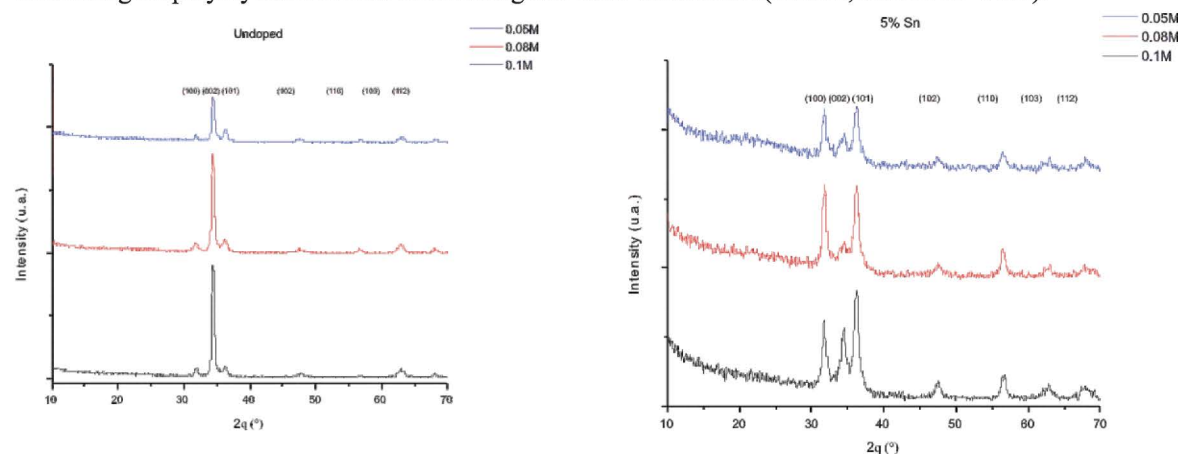 Undoped
0.05M
0.08M
0.1M
(100) (002) (101) (002) (110) (103) (112)
Intensity (u.a.)
10 20 30 40 50 60 70
2q (°)
5% Sn
0.05M
0.08M
0.1M
(100) (002) (101) (102) (110) (103) (112)
Intensity (u.a.)
10 20 30 40 50 60 70
2q (°)